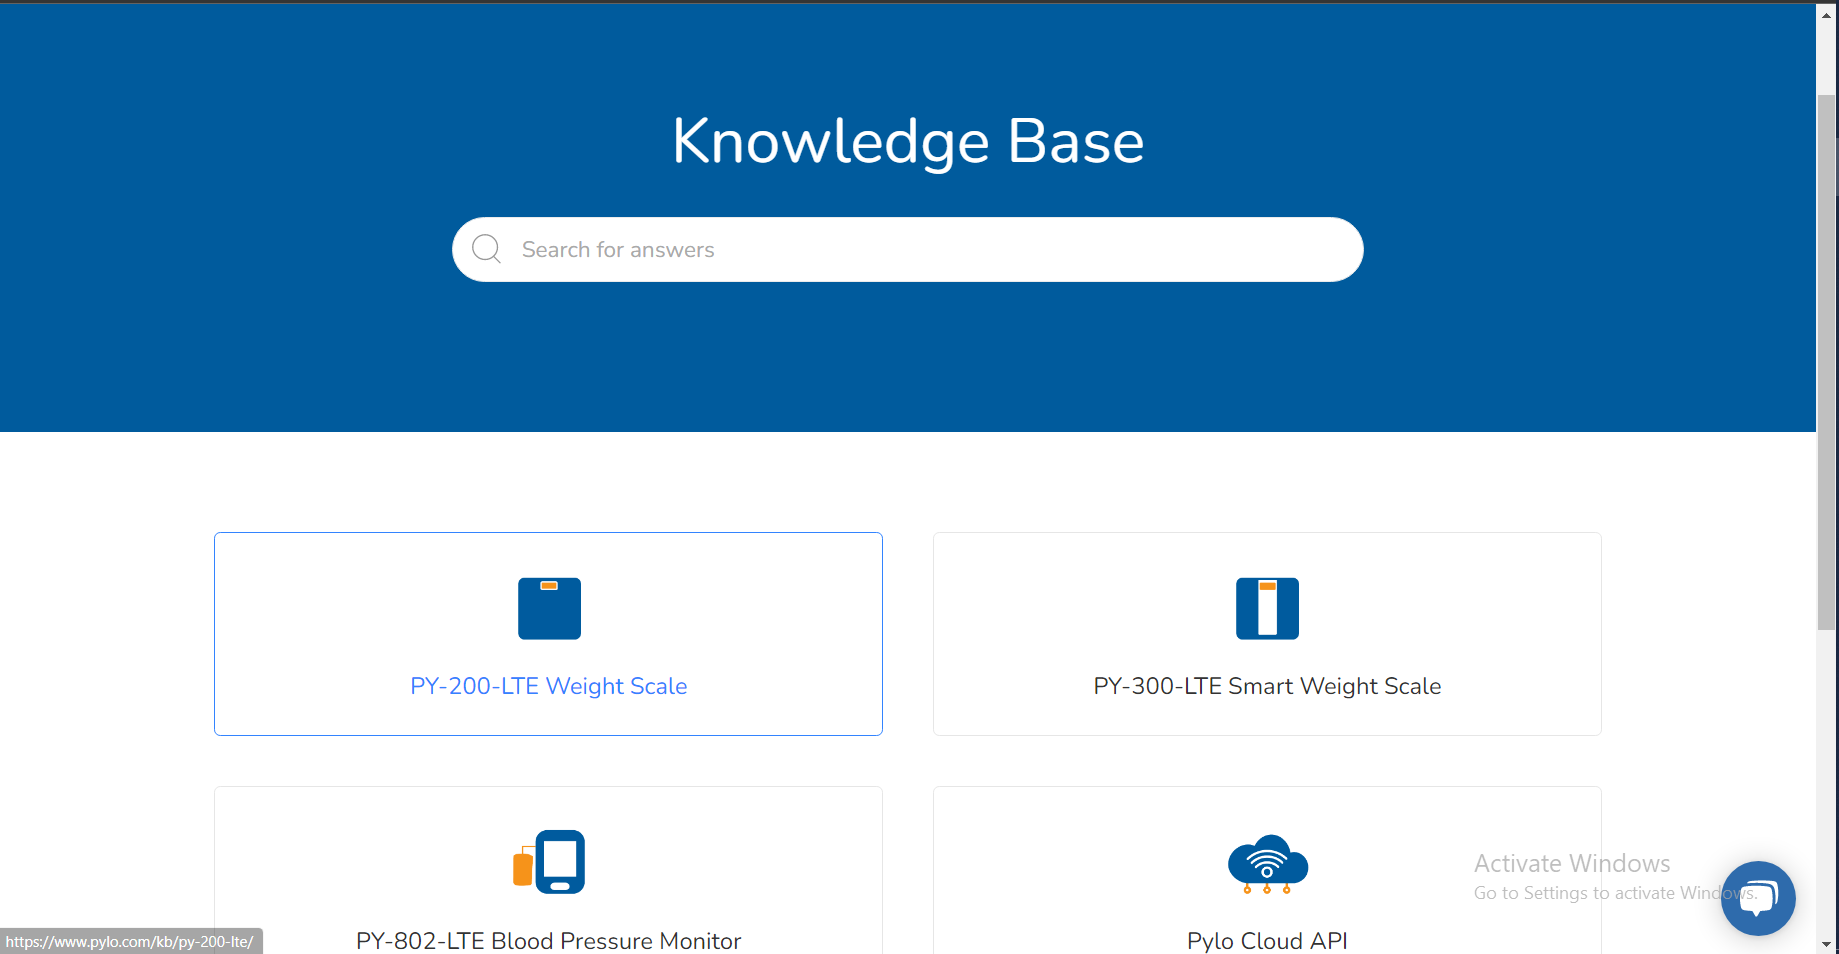 Knowledge Base
Search for answers
PY-200-LTE Weight Scale
PY-300-LTE Smart Weight Scale
PY-802-LTE Blood Pressure Monitor
Pylo Cloud API
Activate Windows
Go to Settings to activate Windows.
https://www.pylo.com/kb/py-200-lte/